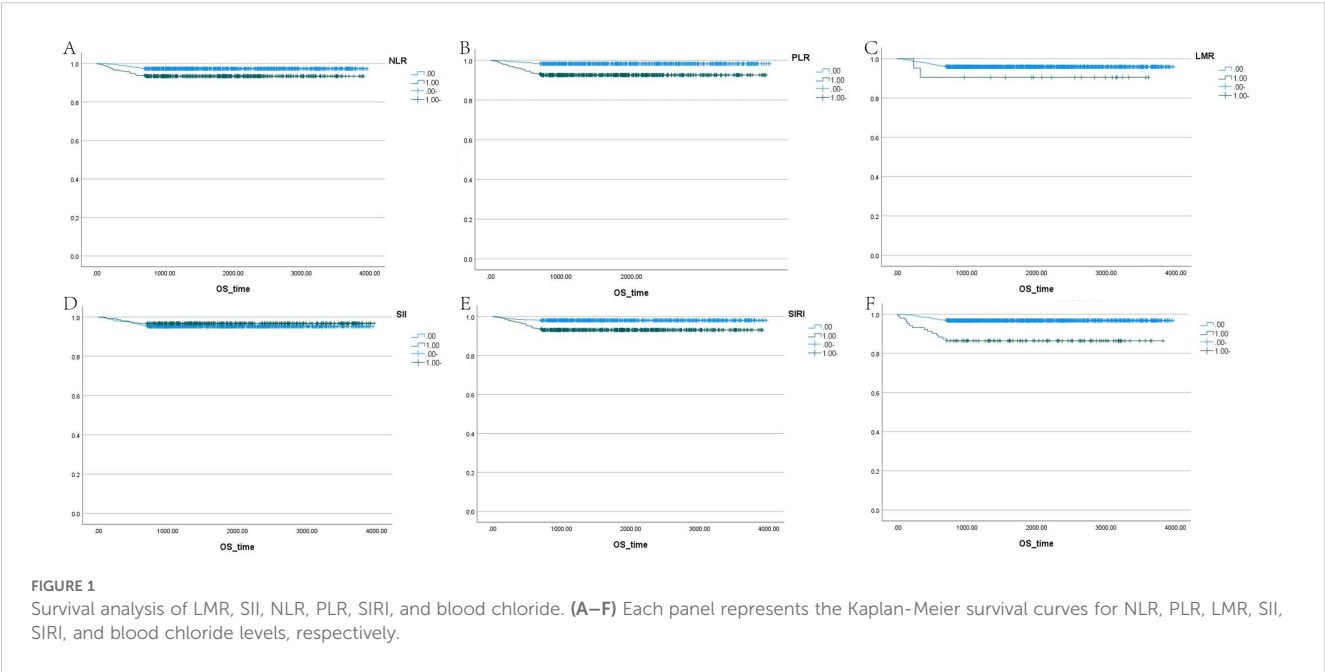 A
NLR
.00
1.00
.00-
1.00-
1.0
0.8
0.6
0.4
0.2
0.0
.00 1000.00 2000.00 3000.00 4000.00
OS_time
B
PLR
.00
1.00
.00-
1.00-
1.0
0.8
0.6
0.4
0.2
0.0
.00 1000.00 2000.00
OS_time
C
LMR
.00
1.00
.00-
1.00-
1.0
0.8
0.6
0.4
0.2
0.0
.00 1000.00 2000.00 3000.00 4000.00
OS_time
D
SII
.00
1.00
.00-
1.00-
1.0
0.8
0.6
0.4
0.2
0.0
.00 1000.00 2000.00 3000.00 4000.00
OS_time
E
SIRI
.00
1.00
.00-
1.00-
1.0
0.8
0.6
0.4
0.2
0.0
.00 1000.00 2000.00 3000.00 4000.00
OS_time
F
.00
1.00
.00-
1.00-
1.0
0.8
0.6
0.4
0.2
0.0
.00 1000.00 2000.00 3000.00 4000.00
OS_time
FIGURE 1
Survival analysis of LMR, SII, NLR, PLR, SIRI, and blood chloride. (A–F) Each panel represents the Kaplan-Meier survival curves for NLR, PLR, LMR, SII,
SIRI, and blood chloride levels, respectively.